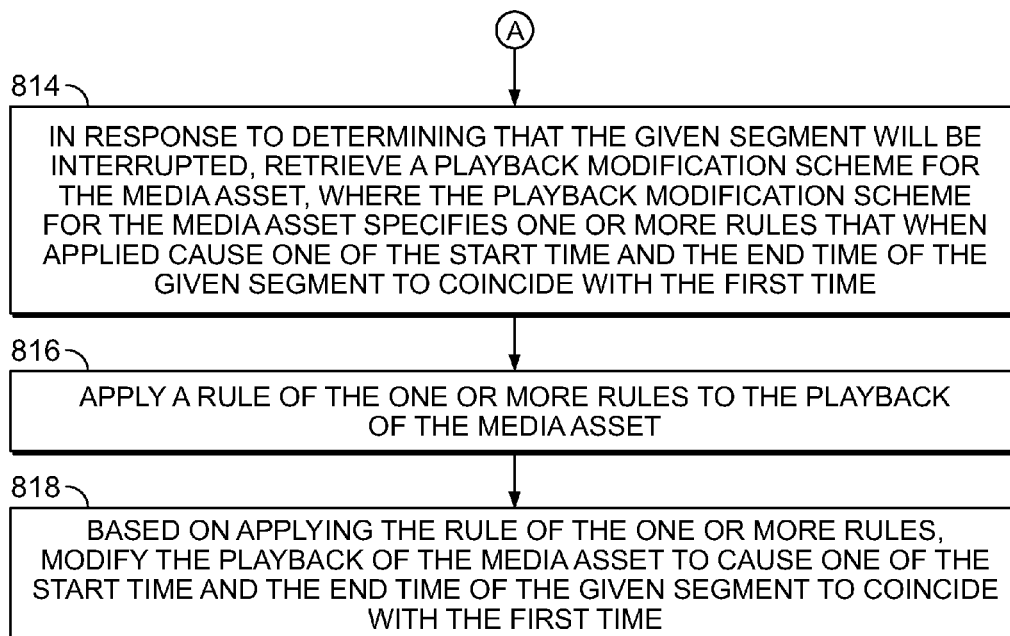 A
814
IN RESPONSE TO DETERMINING THAT THE GIVEN SEGMENT WILL BE
INTERRUPTED, RETRIEVE A PLAYBACK MODIFICATION SCHEME FOR
THE MEDIA ASSET, WHERE THE PLAYBACK MODIFICATION SCHEME
FOR THE MEDIA ASSET SPECIFIES ONE OR MORE RULES THAT WHEN
APPLIED CAUSE ONE OF THE START TIME AND THE END TIME OF THE
GIVEN SEGMENT TO COINCIDE WITH THE FIRST TIME
816
APPLY A RULE OF THE ONE OR MORE RULES TO THE PLAYBACK
OF THE MEDIA ASSET
818
BASED ON APPLYING THE RULE OF THE ONE OR MORE RULES,
MODIFY THE PLAYBACK OF THE MEDIA ASSET TO CAUSE ONE OF THE
START TIME AND THE END TIME OF THE GIVEN SEGMENT TO COINCIDE
WITH THE FIRST TIME